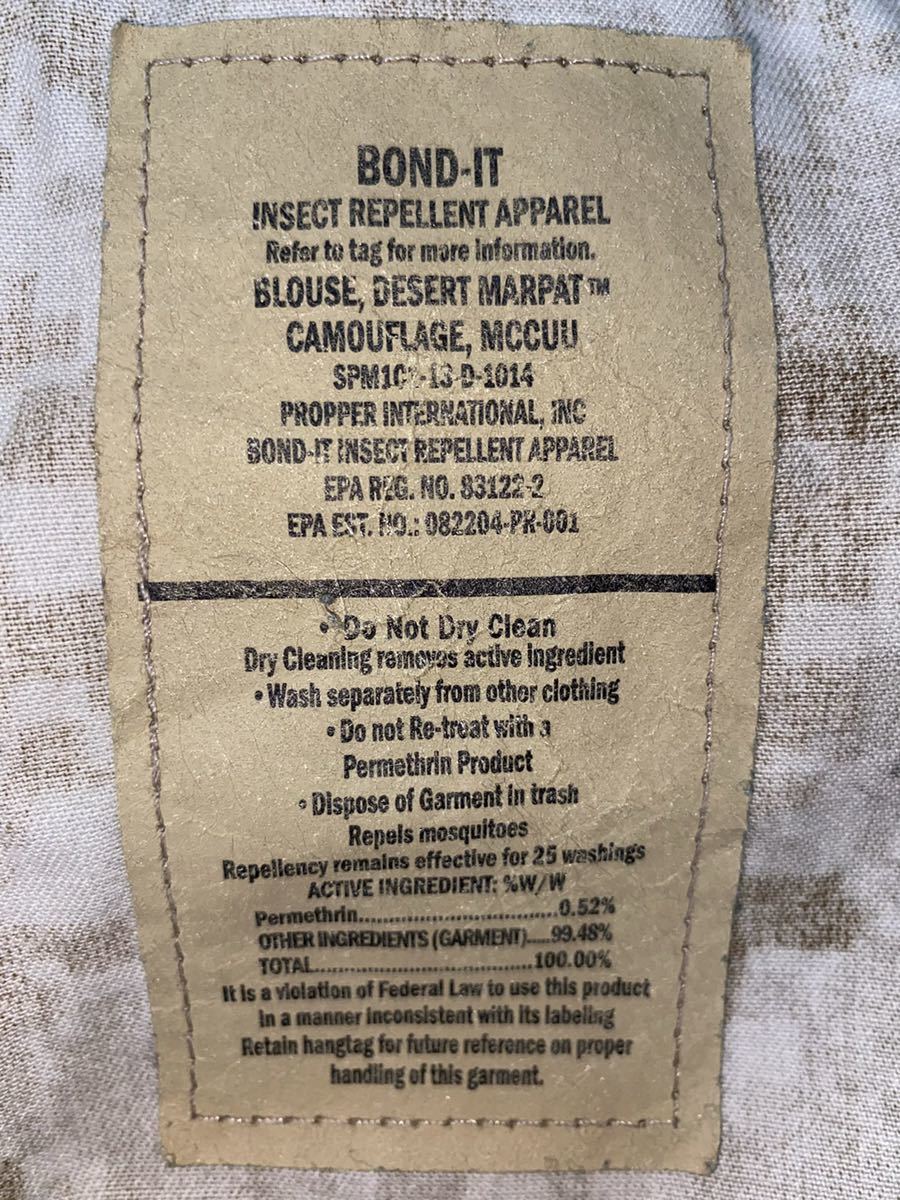 BOND-IT
INSECT REPELLENT APPAREL
Refer to tag for more information.
BLOUSE, DESERT MARPAT™
CAMOUFLAGE, MCCUU
PROPPER INTERNATIONAL, INC
BOND-IT INSECT REPELLENT APPAREL
EPA REG. NO. 83122-2
EPA EST. NO.: 082204-PR-001
• Do Not Dry Clean
Dry Cleaning removes active ingredient
• Wash separately from other clothing
• Do not Re-treat with a
Permethrin Product
• Dispose of Garment in trash
Repels mosquitoes
Repellency remains effective for 25 washings
ACTIVE INGREDIENT: %W/W
Permethrin................................0.52%
OTHER INGREDIENTS (GARMENT).....99.48%
TOTAL...................................100.00%
It is a violation of Federal Law to use this product
in a manner inconsistent with its labeling
Retain hangtag for future reference on proper
handling of this garment.